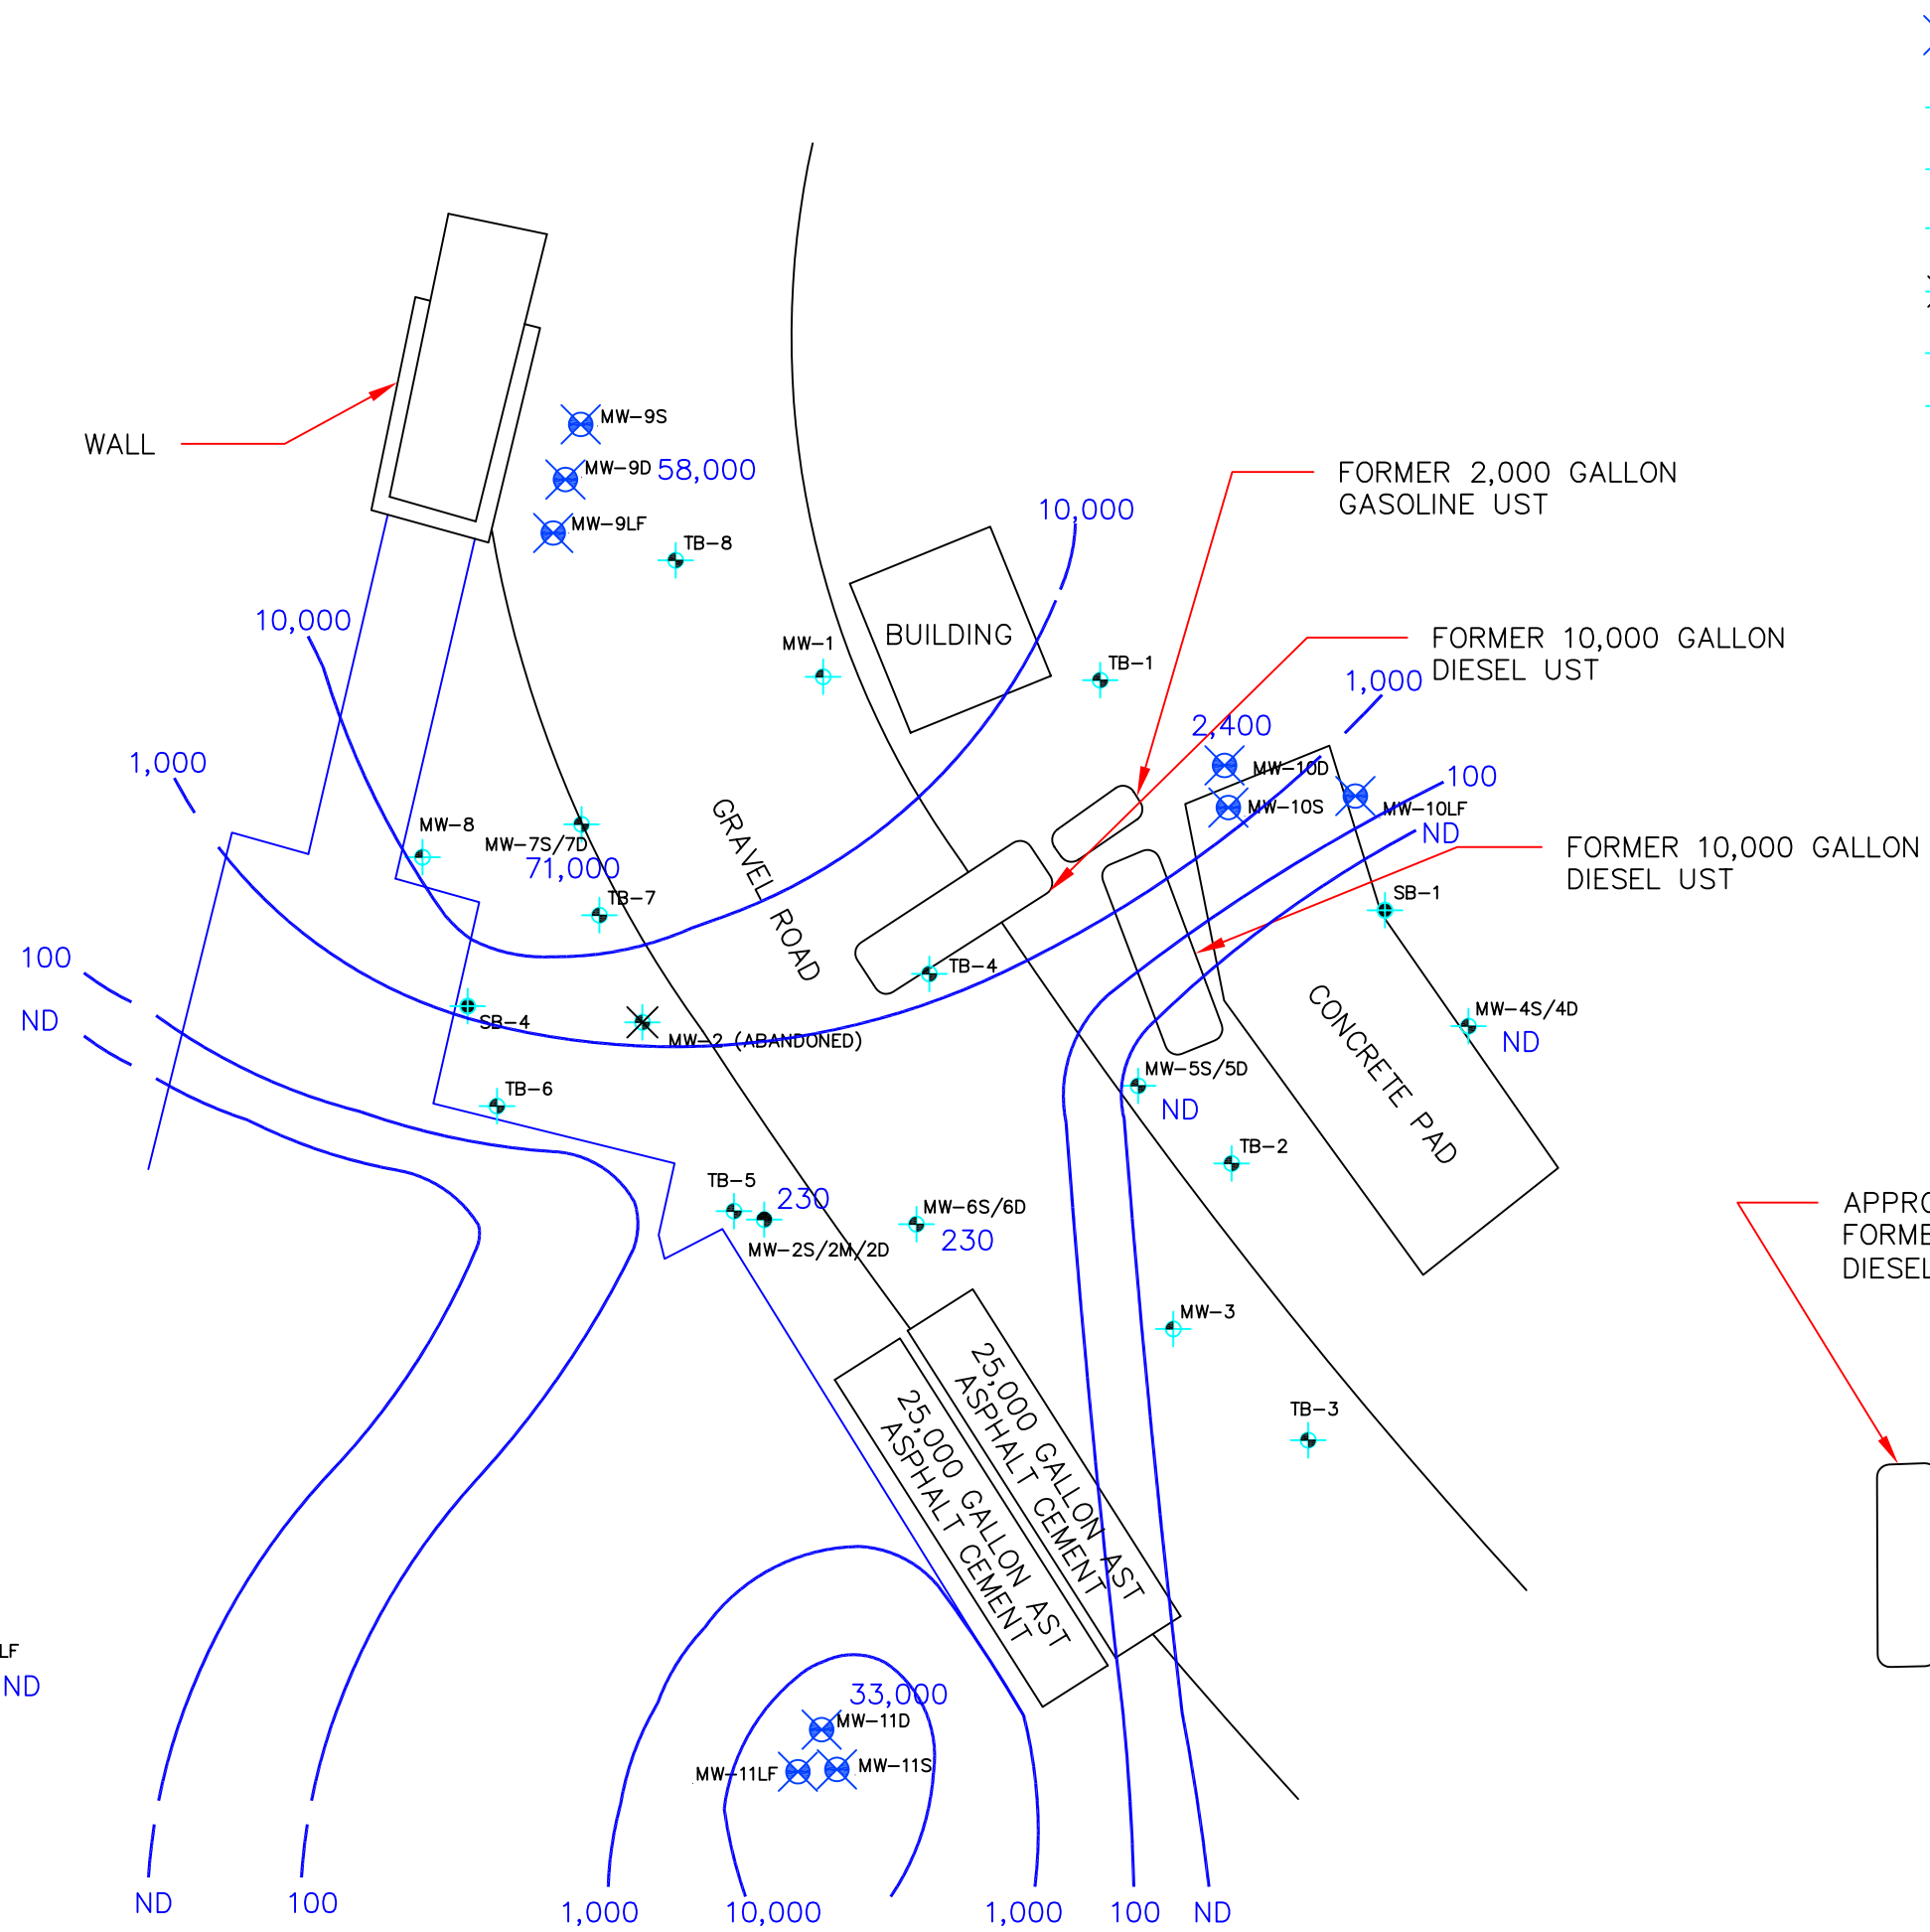 MW-9S
WALL
MW-9D 58,000
FORMER 2,000 GALLON
GASOLINE UST
10,000
MW-9LF
TB-8
10,000
BUILDING
FORMER 10,000 GALLON
DIESEL UST
MW-1
TB-1
1,000
2,400
1,000
MW-10D
100
MW-10S
MW-10LF
ND
MW-8
MW-7S/7D
71,000
FORMER 10,000 GALLON
DIESEL UST
GRAVEL ROAD
TB-7
SB-1
100
TB-4
ND
SB-4
MW-2 (ABANDONED)
CONCRETE PAD
MW-4S/4D
ND
TB-6
MW-5S/5D
ND
TB-2
TB-5
230
MW-2S/2M/2D
MW-6S/6D
230
APPRO
FORME
DIESEL
MW-3
25,000 GALLON AST
ASPHALT CEMENT
25,000 GALLON AST
ASPHALT CEMENT
TB-3
LF
ND
33,000
MW-11D
MW-11LF
MW-11S
ND
100
1,000
10,000
1,000
100
ND